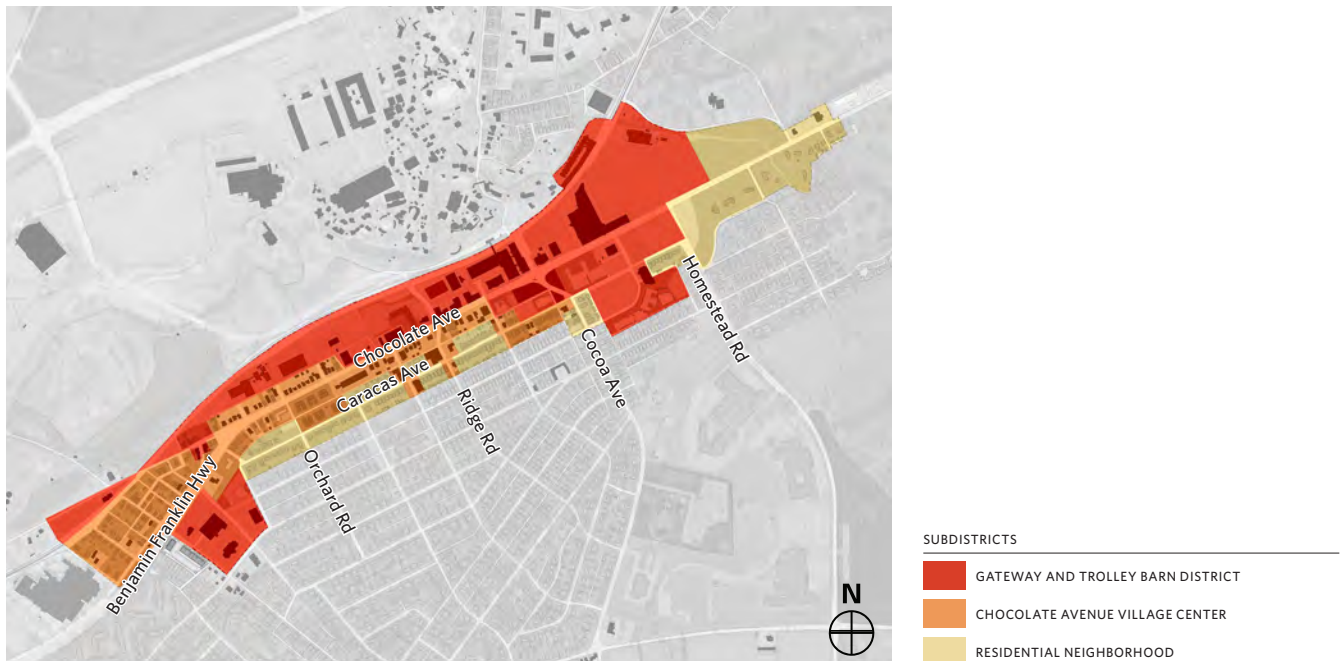 Chocolate Ave
Caracas Ave
Homestead Rd
Cocoa Ave
Ridge Rd
Orchard Rd
Benjamin Franklin Hwy
N
SUBDISTRICTS
GATEWAY AND TROLLEY BARN DISTRICT
CHOCOLATE AVENUE VILLAGE CENTER
RESIDENTIAL NEIGHBORHOOD